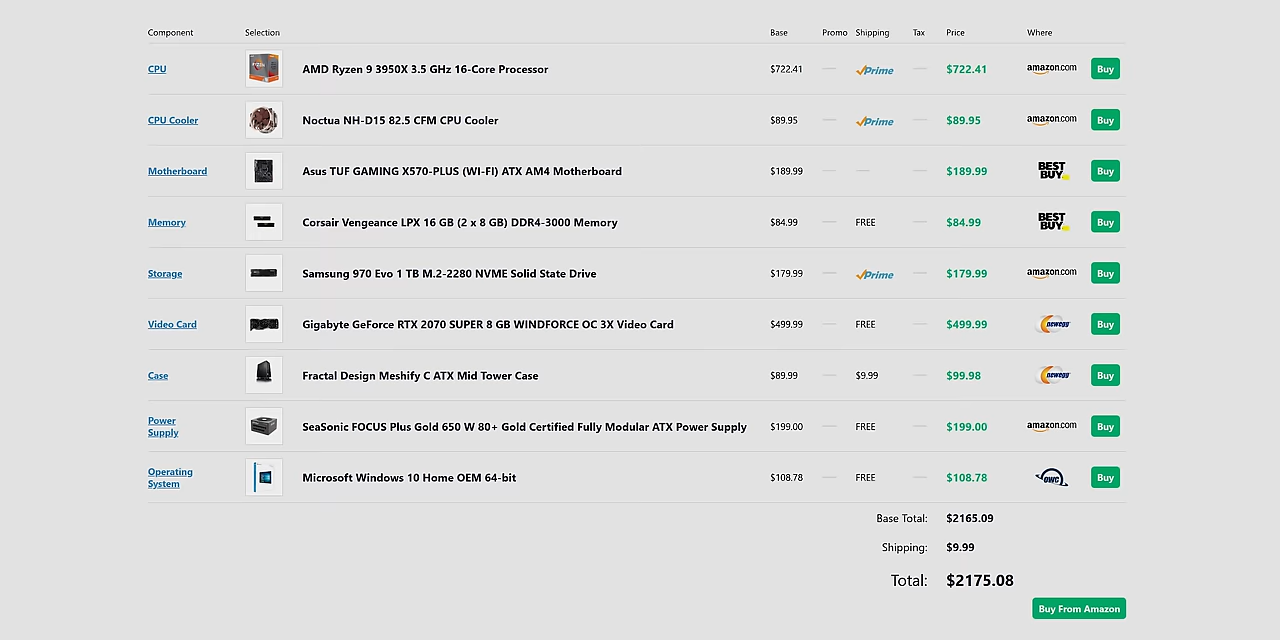 Component Selection Base Promo Shipping Tax Price Where
CPU AMD Ryzen 9 3950X 3.5 GHz 16-Core Processor $722.41 — Prime — $722.41 amazon.com Buy
CPU Cooler Noctua NH-D15 82.5 CFM CPU Cooler $89.95 — Prime — $89.95 amazon.com Buy
Motherboard Asus TUF GAMING X570-PLUS (WI-FI) ATX AM4 Motherboard $189.99 — — — $189.99 BEST BUY Buy
Memory Corsair Vengeance LPX 16 GB (2 x 8 GB) DDR4-3000 Memory $84.99 — FREE — $84.99 BEST BUY Buy
Storage Samsung 970 Evo 1 TB M.2-2280 NVME Solid State Drive $179.99 — Prime — $179.99 amazon.com Buy
Video Card Gigabyte GeForce RTX 2070 SUPER 8 GB WINDFORCE OC 3X Video Card $499.99 — FREE — $499.99 newegg Buy
Case Fractal Design Meshify C ATX Mid Tower Case $89.99 — $9.99 — $99.98 newegg Buy
Power Supply SeaSonic FOCUS Plus Gold 650 W 80+ Gold Certified Fully Modular ATX Power Supply $199.00 — FREE — $199.00 amazon.com Buy
Operating System Microsoft Windows 10 Home OEM 64-bit $108.78 — FREE — $108.78 OWC Buy
Base Total: $2165.09
Shipping: $9.99
Total: $2175.08
Buy From Amazon